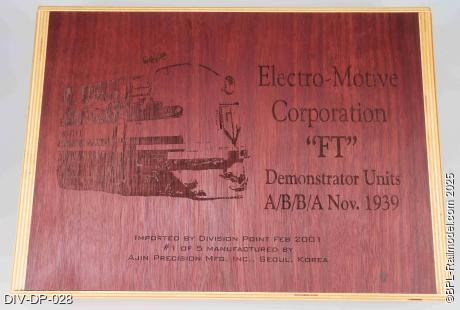 Electro-Motive
Corporation
"FT"
Demonstrator Units
A/B/B/A Nov. 1939
Imported by Division Point Feb 2001
#1 of 5 manufactured by
Ajin Precision Mfg. Inc., Seoul, Korea
DIV-DP-028
©BPL-Railmodel.com 2025